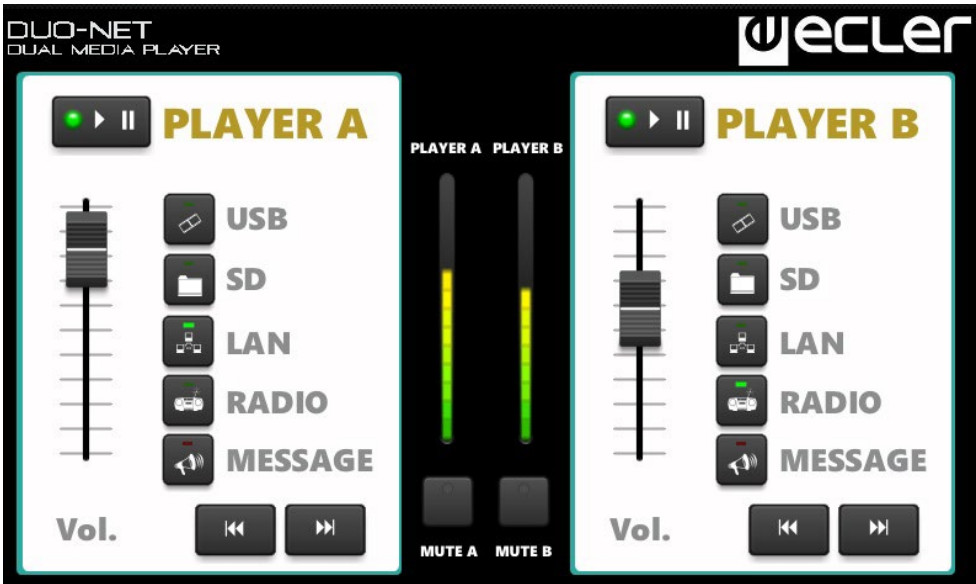 DUO-NET
DUAL MEDIA PLAYER
ecler
PLAYER A
USB
SD
LAN
RADIO
MESSAGE
Vol.
PLAYER A PLAYER B
MUTE A MUTE B
PLAYER B
USB
SD
LAN
RADIO
MESSAGE
Vol.